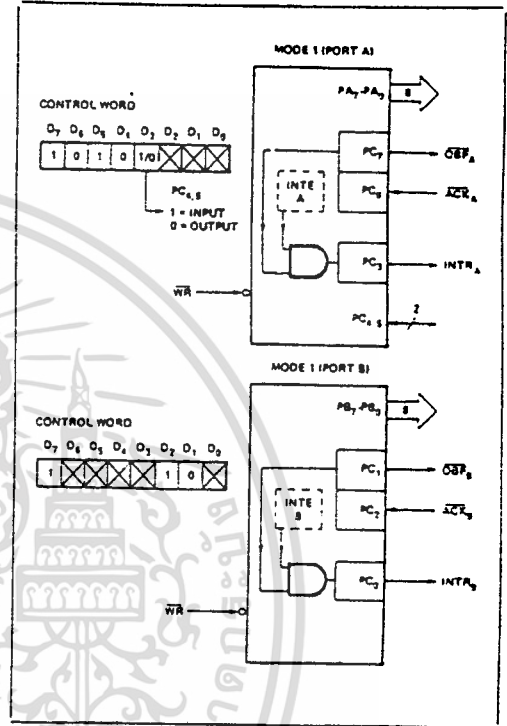 MODE 1 (PORT A)
PA7-PA0
8
CONTROL WORD
D7 D6 D5 D4 D3 D2 D1 D0
1 0 1 0 1/0
PC4,5
1 = INPUT
0 = OUTPUT
PC7
OBFA
PC6
ACKA
INTE
A
PC3
INTRA
WR
PC4,5
2
MODE 1 (PORT B)
PB7-PB0
8
CONTROL WORD
D7 D6 D5 D4 D3 D2 D1 D0
1 1 0
PC1
OBFB
PC2
ACKB
INTE
B
INTRB
WR